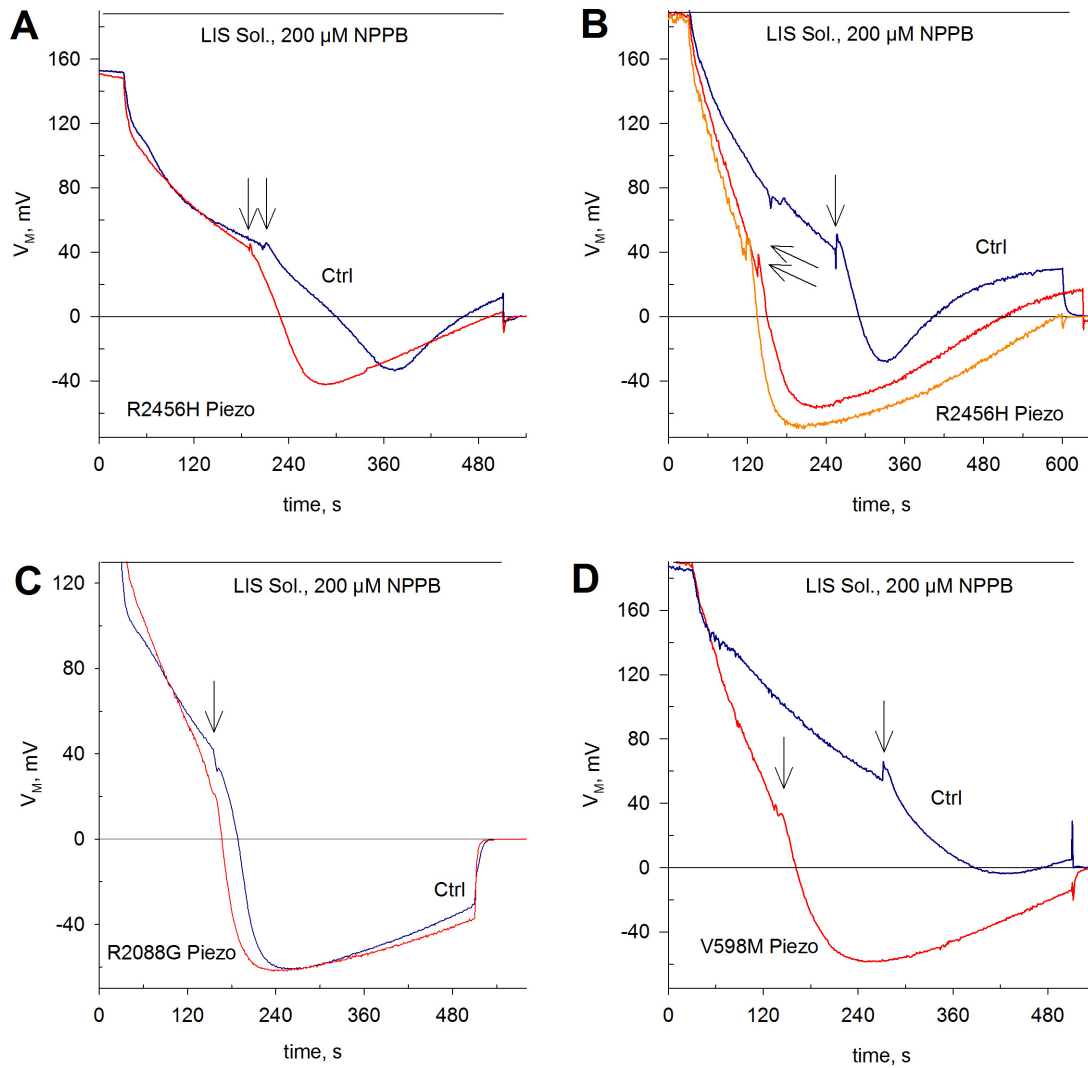 A
LIS Sol., 200 µM NPPB
160
120
80
40
0
-40
V_M, mV
Ctrl
R2456H Piezo
0 120 240 360 480
time, s
B
LIS Sol., 200 µM NPPB
160
120
80
40
0
-40
V_M, mV
Ctrl
R2456H Piezo
0 120 240 360 480 600
time, s
C
LIS Sol., 200 µM NPPB
120
80
40
0
-40
V_M, mV
Ctrl
R2088G Piezo
0 120 240 360 480
time, s
D
LIS Sol., 200 µM NPPB
160
120
80
40
0
-40
V_M, mV
Ctrl
V598M Piezo
0 120 240 360 480
time, s